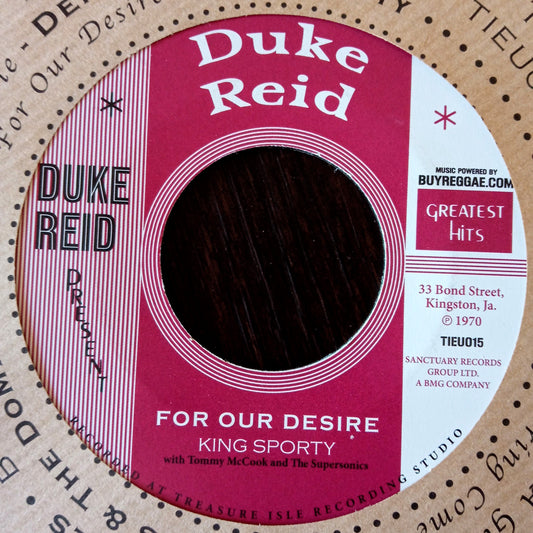 Duke
Reid
DUKE
REID
PRESENT
MUSIC POWERED BY
BUYREGGAE.COM
GREATEST
HITS
33 Bond Street,
Kingston, Ja.
℗ 1970
TIEU015
SANCTUARY RECORDS
GROUP LTD.
A BMG COMPANY
FOR OUR DESIRE
KING SPORTY
with Tommy McCook and The Supersonics
RECORDED AT TREASURE ISLE RECORDING STUDIO
For Our Desire
TIEU
& THE